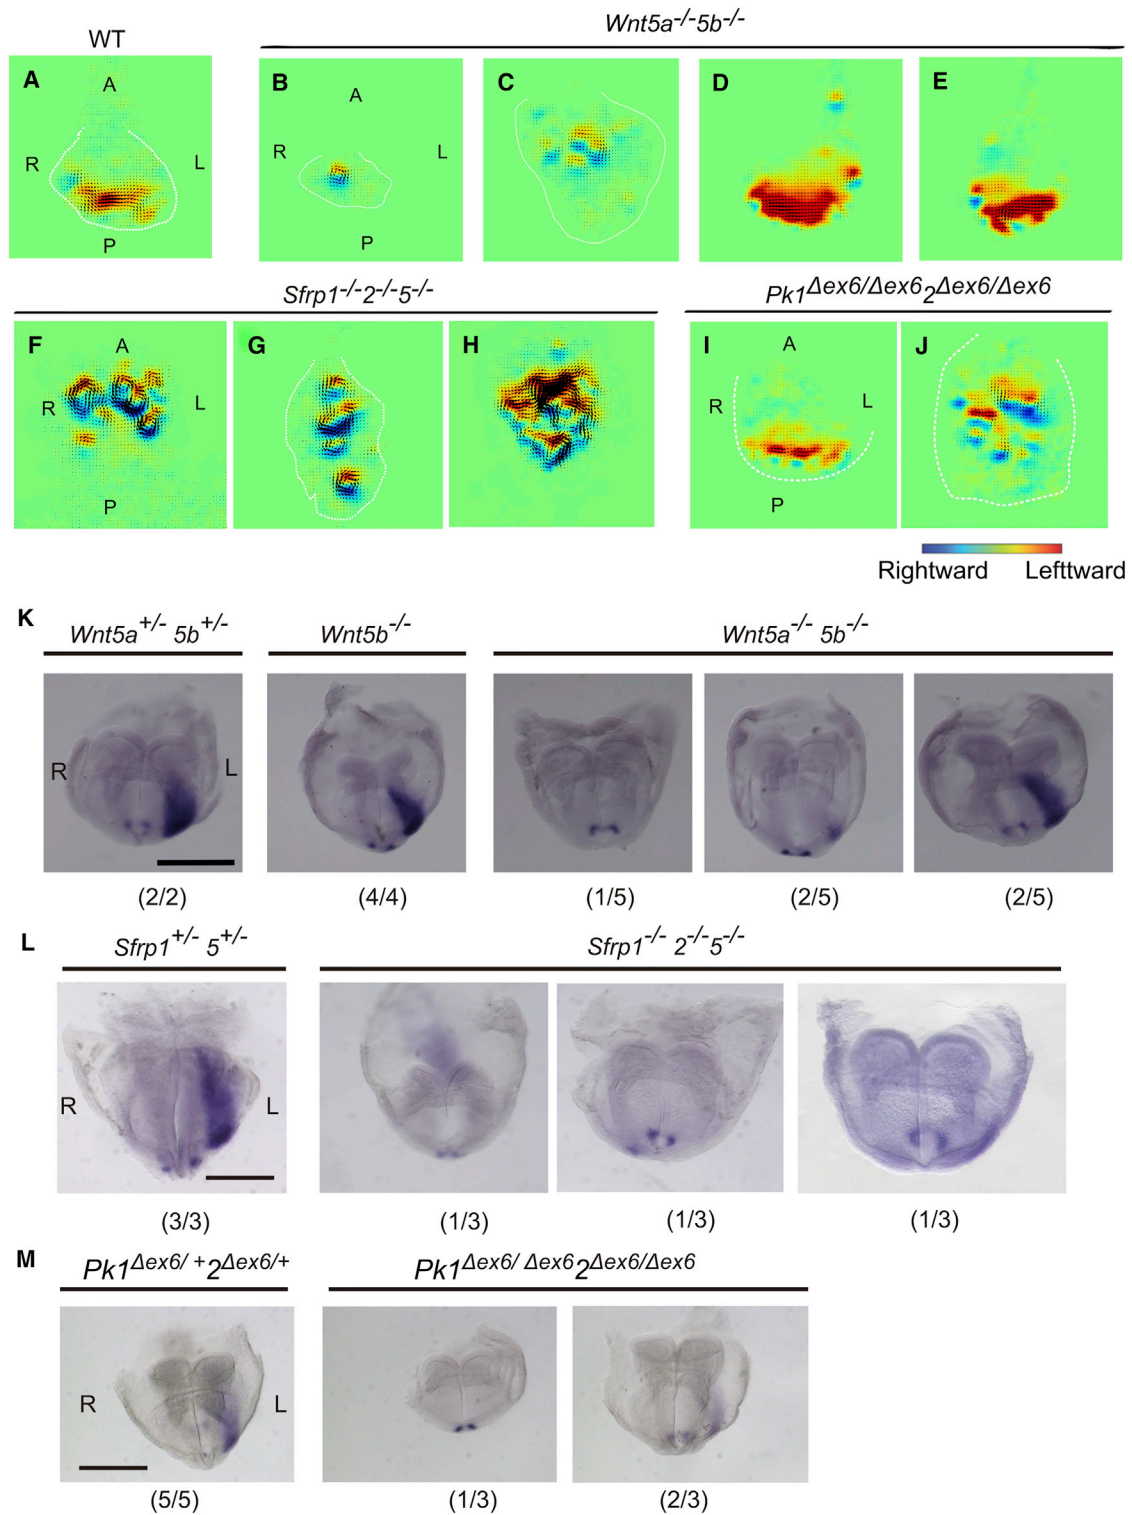 WT
Wnt5a-/-5b-/-
A
A
R
L
P
B
A
R
L
P
C
D
E
Sfrp1-/-2-/-5-/-
Pk1Δex6/Δex62Δex6/Δex6
F
A
R
L
P
G
H
I
A
R
L
P
J
Rightward
Lefttward
K
Wnt5a+/- 5b+/-
Wnt5b-/-
Wnt5a-/- 5b-/-
R
L
(2/2)
(4/4)
(1/5)
(2/5)
(2/5)
L
Sfrp1+/- 5+/-
Sfrp1-/- 2-/-5-/-
R
L
(3/3)
(1/3)
(1/3)
(1/3)
M
Pk1Δex6/ +2Δex6/+
Pk1Δex6/ Δex62Δex6/Δex6
R
L
(5/5)
(1/3)
(2/3)